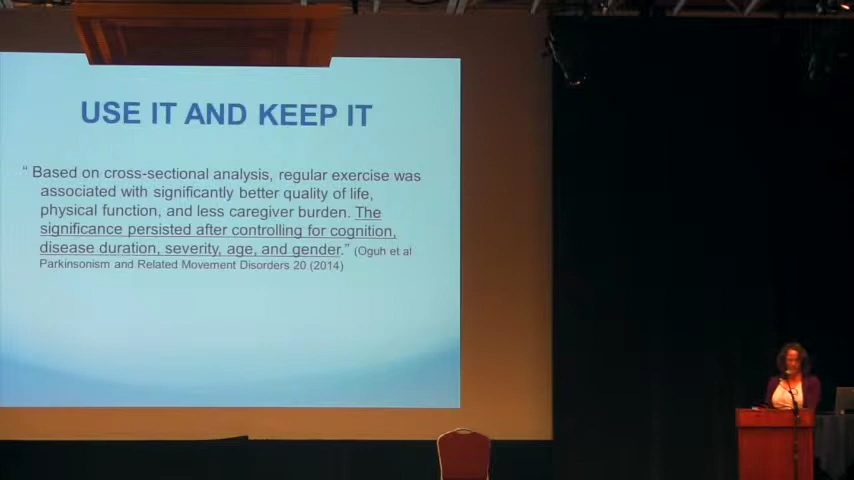 USE IT AND KEEP IT
“ Based on cross-sectional analysis, regular exercise was
associated with significantly better quality of life,
physical function, and less caregiver burden. The
significance persisted after controlling for cognition,
disease duration, severity, age, and gender.” (Oguh et al
Parkinsonism and Related Movement Disorders 20 (2014)